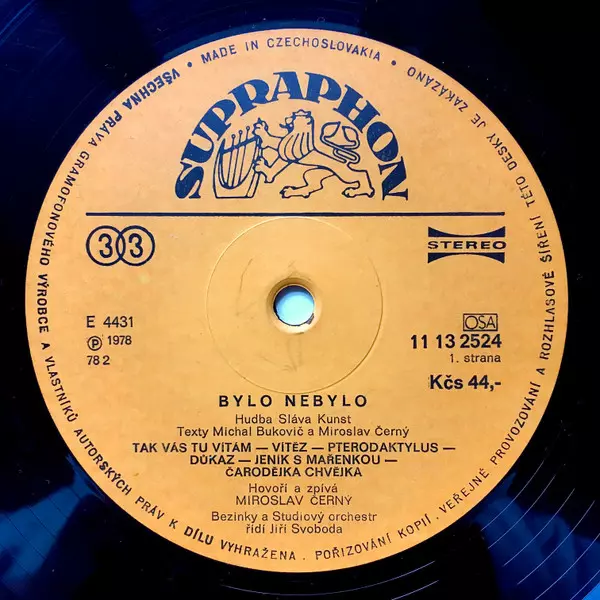 VŠECHNA PRÁVA GRAMOFONOVÉHO VÝROBCE A VLASTNÍKŮ AUTORSKÝCH PRÁV K DÍLU VYHRAŽENA. POŘIZOVÁNÍ KOPIÍ, VEŘEJNÉ PROVOZOVÁNÍ A ROZHLASOVÉ ŠÍŘENÍ TÉTO DESKY JE ZAKÁZÁNO
• MADE IN CZECHOSLOVAKIA •
SUPRAPHON
33
STEREO
E 4431
Ⓟ 1978
78 2
OSA
11 13 2524
1. strana
Kčs 44,-
BYLO NEBYLO
Hudba Sláva Kunst
Texty Michal Bukovič a Miroslav Černý
TAK VÁS TU VÍTÁM — VÍTĚZ — PTERODAKTYLUS —
DŮKAZ — JENÍK S MAŘENKOU —
ČARODĚJKA CHVĚJKA
Hovoří a zpívá
MIROSLAV ČERNÝ
Bezinky a Studiový orchestr
řídí Jiří Svoboda